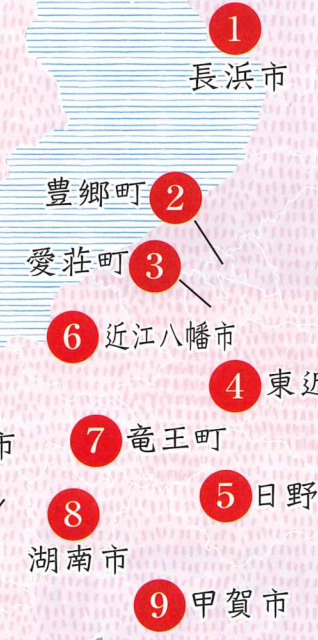 1
長浜市
豊郷町 2
愛荘町 3
6 近江八幡市
4 東近
7 竜王町
市
5 日野
8
湖南市
9 甲賀市